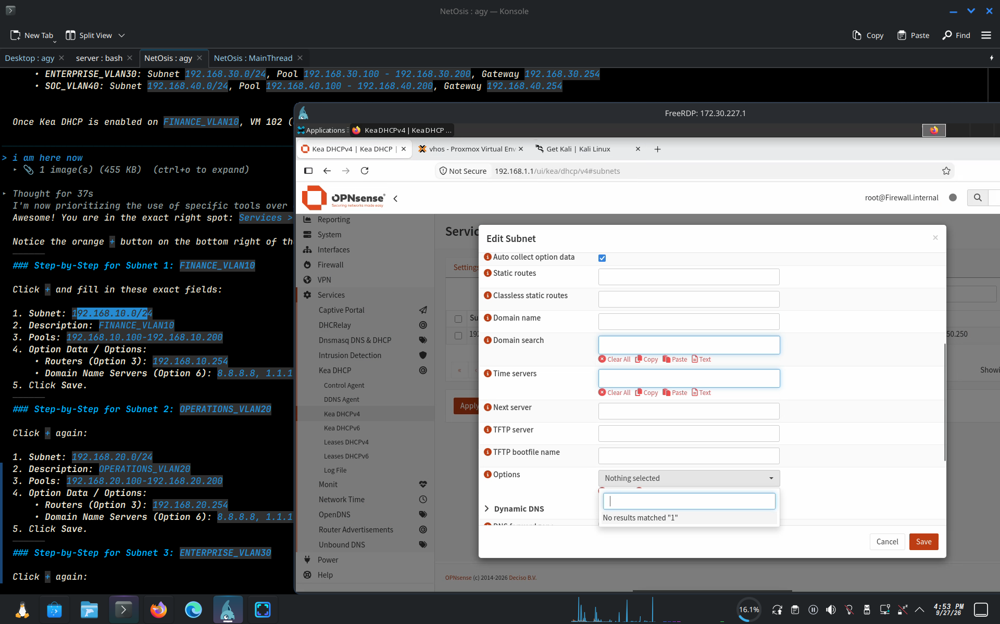 NetOsis : agy — Konsole
New Tab
Split View
Copy
Paste
Find
Desktop : agy
server : bash
NetOsis : agy
NetOsis : MainThread
• ENTERPRISE_VLAN30: Subnet 192.168.30.0/24, Pool 192.168.30.100 - 192.168.30.200, Gateway 192.168.30.254
• SOC_VLAN40: Subnet 192.168.40.0/24, Pool 192.168.40.100 - 192.168.40.200, Gateway 192.168.40.254
Once Kea DHCP is enabled on FINANCE_VLAN10, VM 102 (
> i am here now
1 image(s) (455 KB) (ctrl+o to expand)
Thought for 37s
I'm now prioritizing the use of specific tools over
Awesome! You are in the exact right spot: Services >
Notice the orange + button on the bottom right of th
### Step-by-Step for Subnet 1: FINANCE_VLAN10
Click + and fill in these exact fields:
1. Subnet: 192.168.10.0/24
2. Description: FINANCE_VLAN10
3. Pools: 192.168.10.100-192.168.10.200
4. Option Data / Options:
• Routers (Option 3): 192.168.10.254
• Domain Name Servers (Option 6): 8.8.8.8, 1.1.1
5. Click Save.
### Step-by-Step for Subnet 2: OPERATIONS_VLAN20
Click + again:
1. Subnet: 192.168.20.0/24
2. Description: OPERATIONS_VLAN20
3. Pools: 192.168.20.100-192.168.20.200
4. Option Data / Options:
• Routers (Option 3): 192.168.20.254
• Domain Name Servers (Option 6): 8.8.8.8, 1.1.1
5. Click Save.
### Step-by-Step for Subnet 3: ENTERPRISE_VLAN30
Click + again:
FreeRDP: 172.30.227.1
Applications
Kea DHCPv4 | Kea DHCP ...
Kea DHCPv4 | Kea DHCP |
vhos - Proxmox Virtual Env
Get Kali | Kali Linux
Not Secure
192.168.1.1/ui/kea/dhcp/v4#subnets
OPNsense®
Securing networks made easy
root@Firewall.internal
Reporting
System
Interfaces
Firewall
VPN
Services
Captive Portal
DHCRelay
Dnsmasq DNS & DHCP
Intrusion Detection
Kea DHCP
Control Agent
DDNS Agent
Kea DHCPv4
Kea DHCPv6
Leases DHCPv4
Leases DHCPv6
Log File
Monit
Network Time
OpenDNS
Router Advertisements
Unbound DNS
Power
Help
Servic
Settings
Su
192
50.250
«
‹
Showi
Apply
Edit Subnet
Auto collect option data
Static routes
Classless static routes
Domain name
Domain search
Clear All Copy Paste Text
Time servers
Clear All Copy Paste Text
Next server
TFTP server
TFTP bootfile name
Options
Nothing selected
No results matched "1"
Dynamic DNS
Cancel
Save
OPNsense (c) 2014-2026 Deciso B.V.
16.1%
4:53 PM
9/27/26